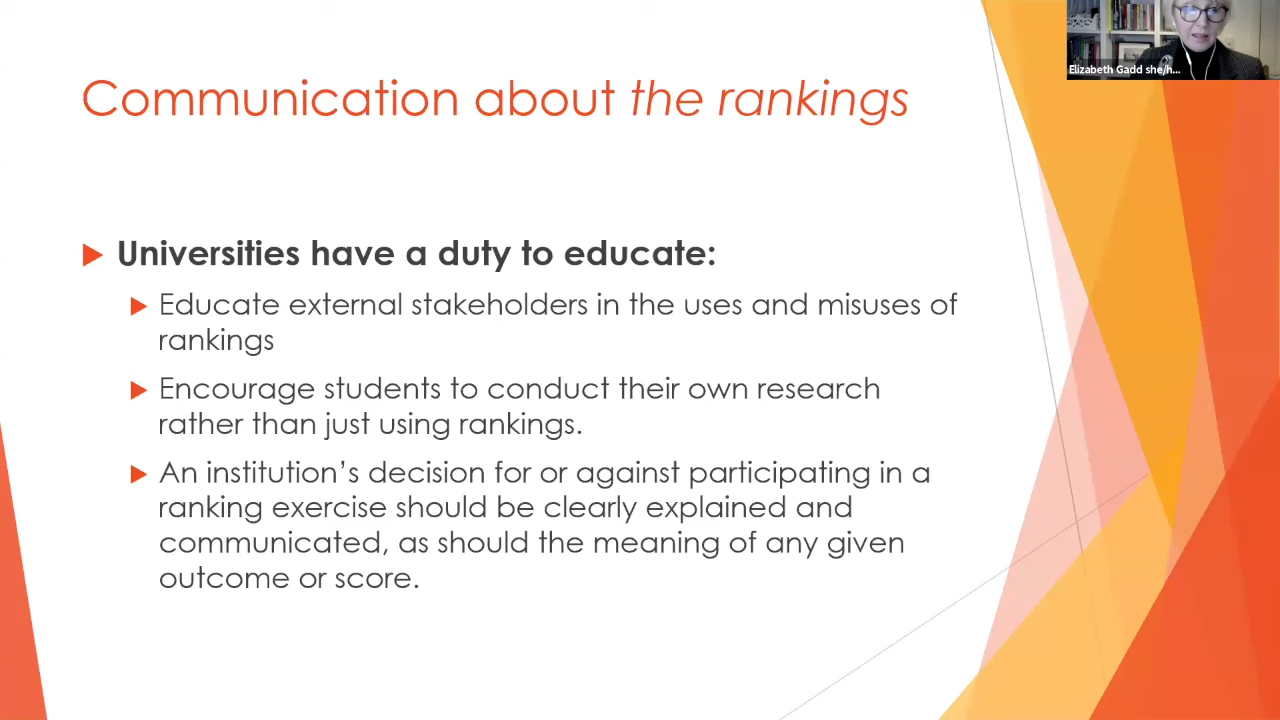 Elizabeth Gadd she/h...
Communication about the rankings
Universities have a duty to educate:
Educate external stakeholders in the uses and misuses of
rankings
Encourage students to conduct their own research
rather than just using rankings.
An institution’s decision for or against participating in a
ranking exercise should be clearly explained and
communicated, as should the meaning of any given
outcome or score.